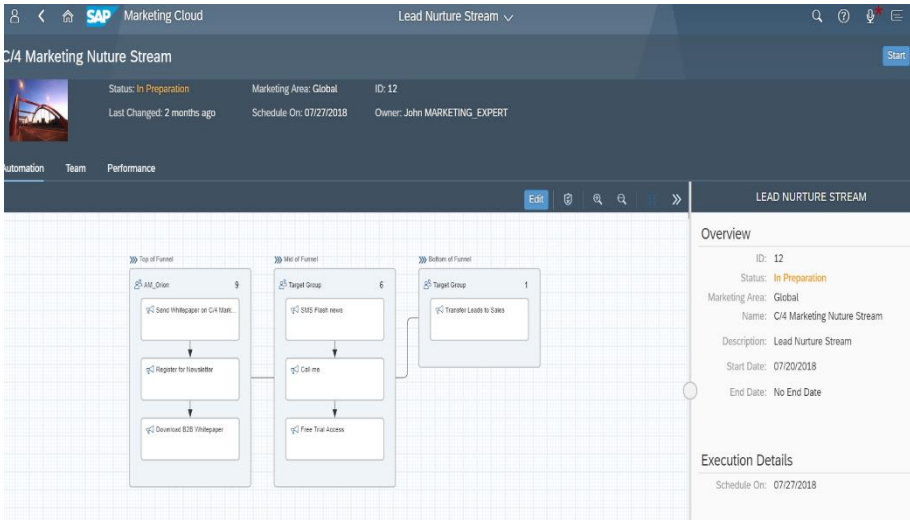 SAP Marketing Cloud
Lead Nurture Stream
C/4 Marketing Nuture Stream
Start
Status: In Preparation
Marketing Area: Global
ID: 12
Last Changed: 2 months ago
Schedule On: 07/27/2018
Owner: John MARKETING_EXPERT
Automation Team Performance
Edit
LEAD NURTURE STREAM
Top of Funnel
Mid of Funnel
Bottom of Funnel
AM_Orion 9
Target Group 6
Target Group 1
Send Whitepaper on C/4 Mark...
SMS Flash news
Transfer Leads to Sales
Register for Newsletter
Call me
Download B2B Whitepaper
Free Trial Access
Overview
ID: 12
Status: In Preparation
Marketing Area: Global
Name: C/4 Marketing Nuture Stream
Description: Lead Nurture Stream
Start Date: 07/20/2018
End Date: No End Date
Execution Details
Schedule On: 07/27/2018